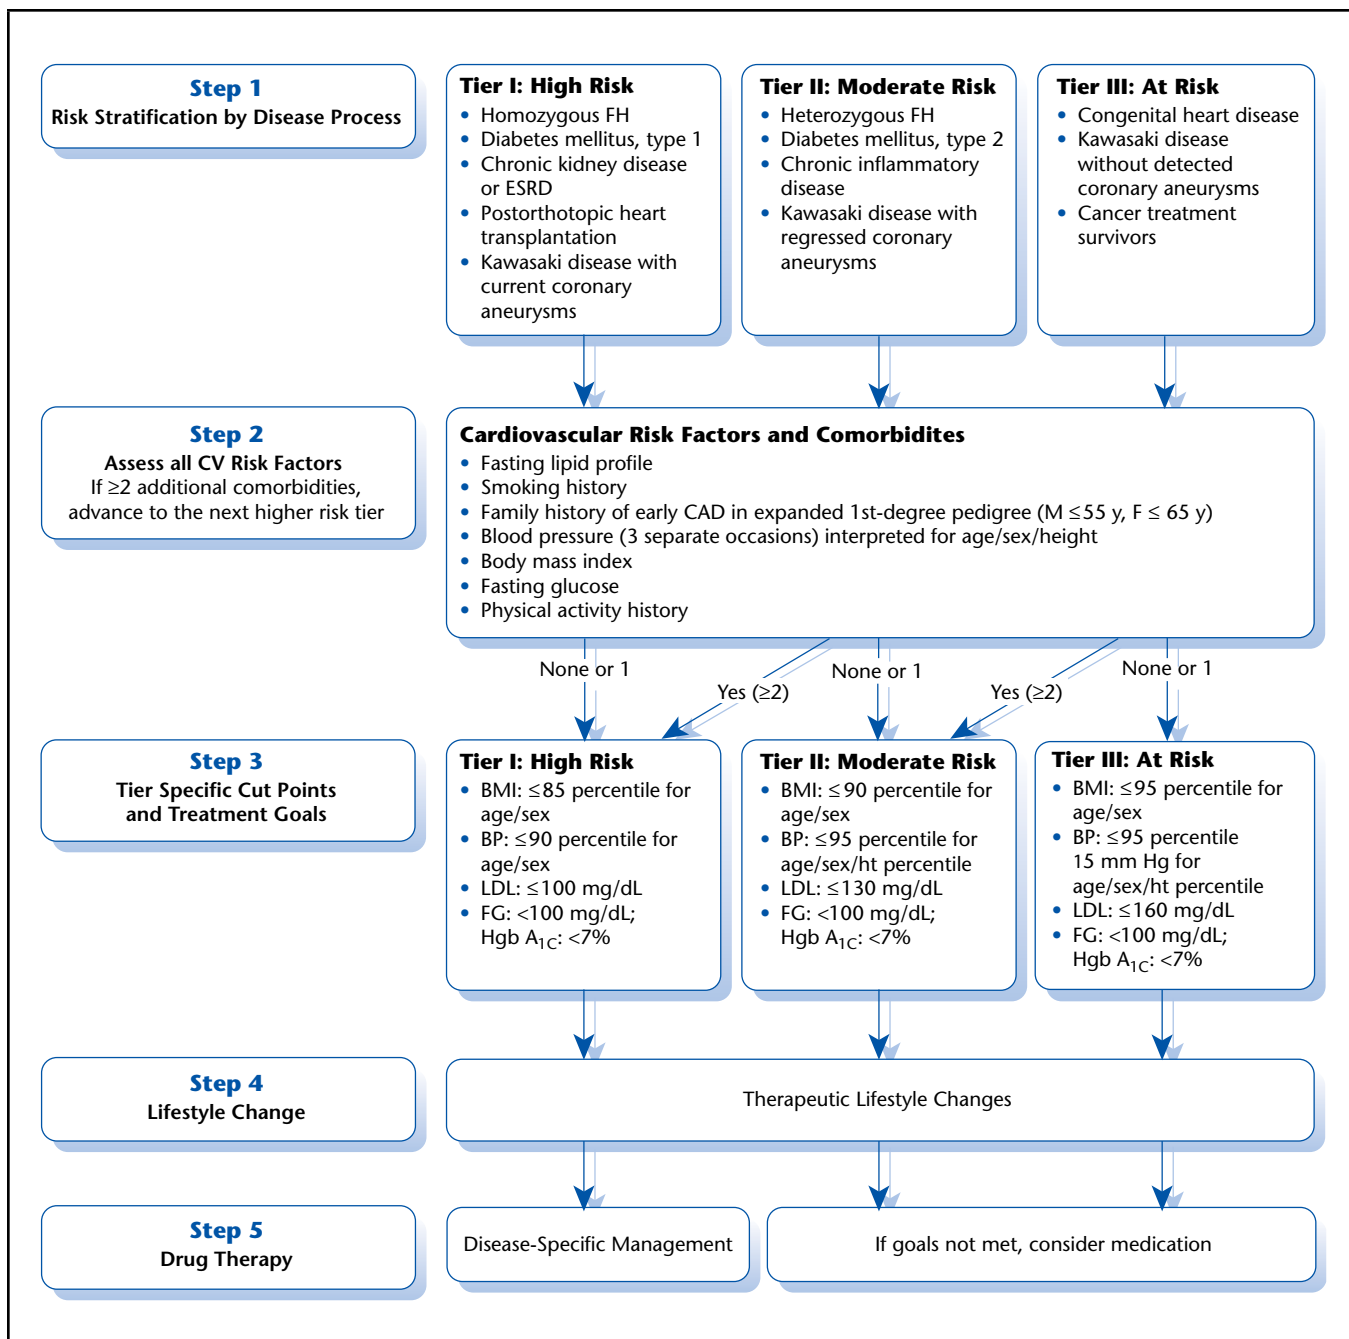 Step 1
Risk Stratification by Disease Process
Tier I: High Risk
• Homozygous FH
• Diabetes mellitus, type 1
• Chronic kidney disease
or ESRD
• Postorthotopic heart
transplantation
• Kawasaki disease with
current coronary
aneurysms
Tier II: Moderate Risk
• Heterozygous FH
• Diabetes mellitus, type 2
• Chronic inflammatory
disease
• Kawasaki disease with
regressed coronary
aneurysms
Tier III: At Risk
• Congenital heart disease
• Kawasaki disease
without detected
coronary aneurysms
• Cancer treatment
survivors
Step 2
Assess all CV Risk Factors
If ≥2 additional comorbidities,
advance to the next higher risk tier
Cardiovascular Risk Factors and Comorbidites
• Fasting lipid profile
• Smoking history
• Family history of early CAD in expanded 1st-degree pedigree (M ≤55 y, F ≤ 65 y)
• Blood pressure (3 separate occasions) interpreted for age/sex/height
• Body mass index
• Fasting glucose
• Physical activity history
None or 1
Yes (≥2)
None or 1
Yes (≥2)
None or 1
Step 3
Tier Specific Cut Points
and Treatment Goals
Tier I: High Risk
• BMI: ≤85 percentile for
age/sex
• BP: ≤90 percentile for
age/sex
• LDL: ≤100 mg/dL
• FG: <100 mg/dL;
Hgb A1C: <7%
Tier II: Moderate Risk
• BMI: ≤90 percentile for
age/sex
• BP: ≤95 percentile for
age/sex/ht percentile
• LDL: ≤130 mg/dL
• FG: <100 mg/dL;
Hgb A1C: <7%
Tier III: At Risk
• BMI: ≤95 percentile for
age/sex
• BP: ≤95 percentile
15 mm Hg for
age/sex/ht percentile
• LDL: ≤160 mg/dL
• FG: <100 mg/dL;
Hgb A1C: <7%
Step 4
Lifestyle Change
Therapeutic Lifestyle Changes
Step 5
Drug Therapy
Disease-Specific Management
If goals not met, consider medication